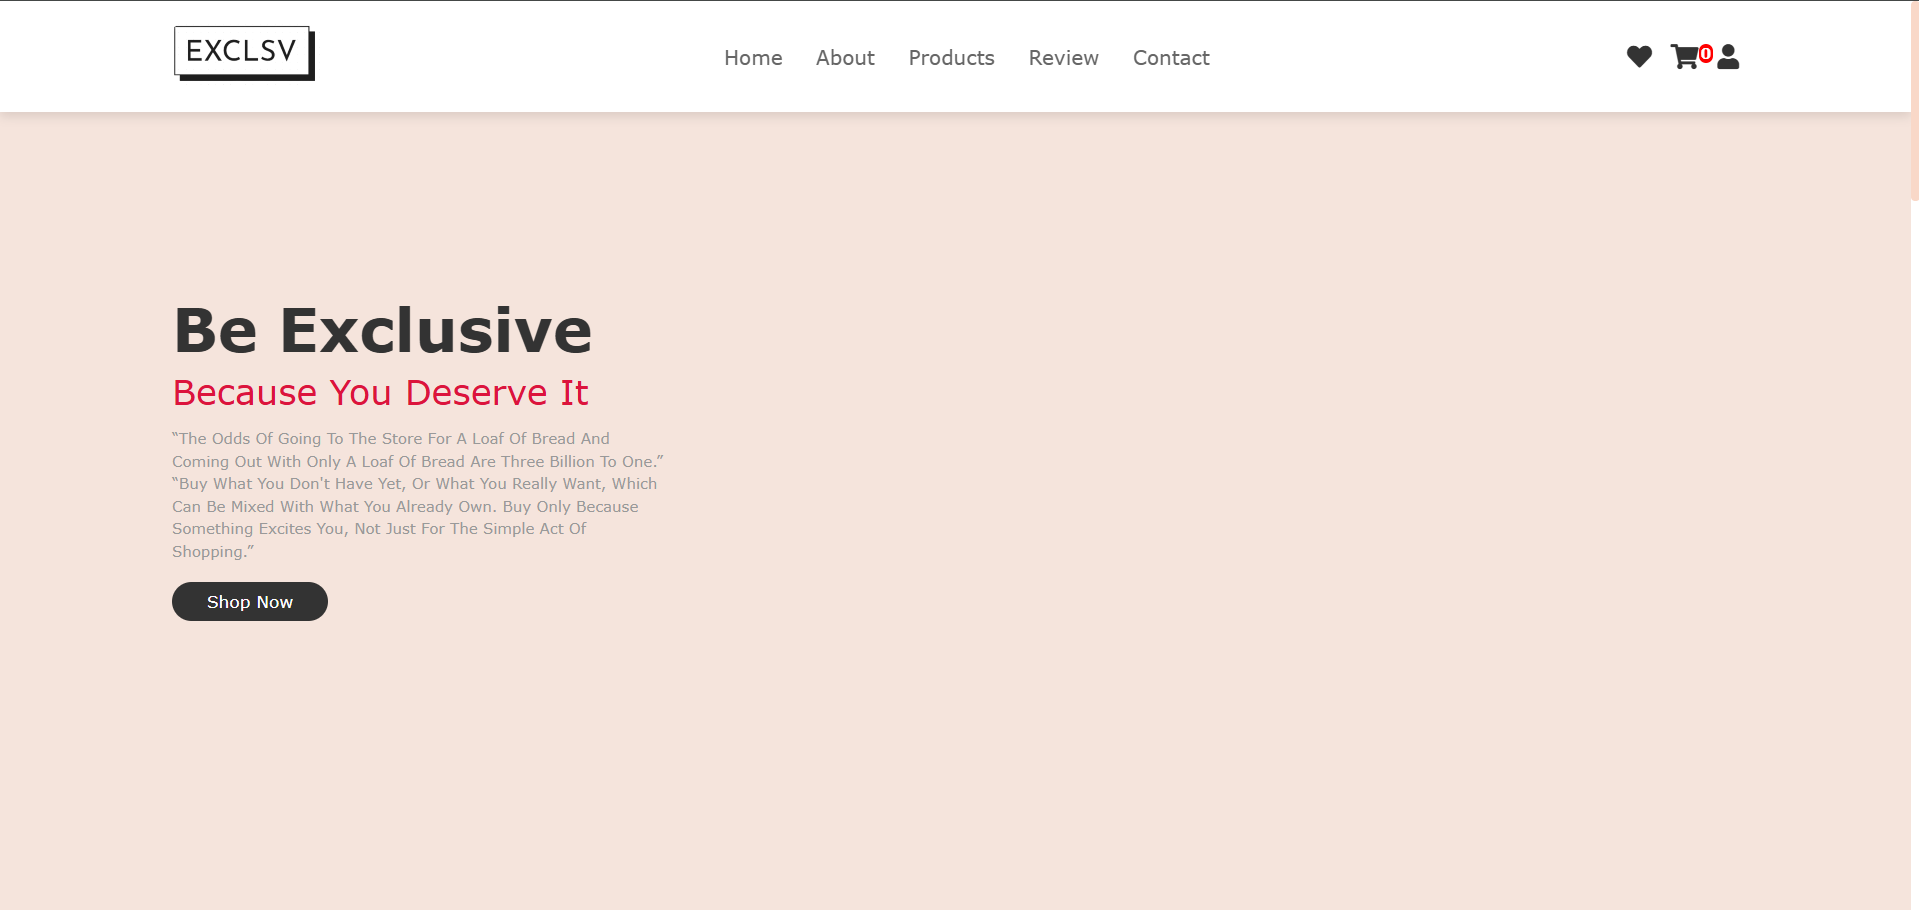 EXCLSV
Home About Products Review Contact
0
Be Exclusive
Because You Deserve It
“The Odds Of Going To The Store For A Loaf Of Bread And
Coming Out With Only A Loaf Of Bread Are Three Billion To One.”
“Buy What You Don't Have Yet, Or What You Really Want, Which
Can Be Mixed With What You Already Own. Buy Only Because
Something Excites You, Not Just For The Simple Act Of
Shopping.”
Shop Now